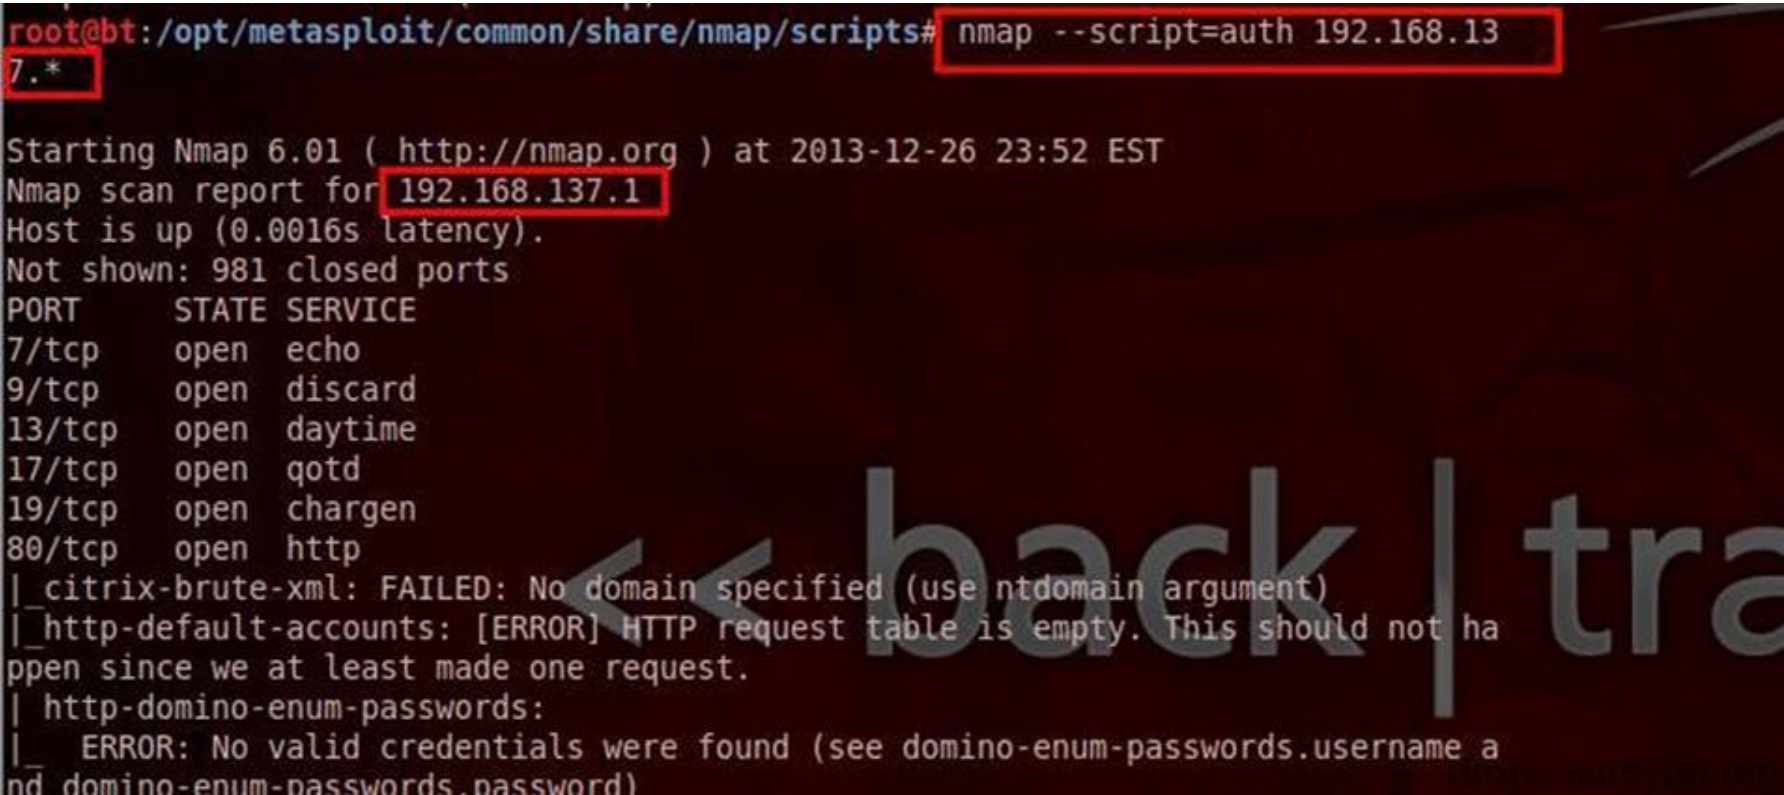 root@bt:/opt/metasploit/common/share/nmap/scripts# nmap --script=auth 192.168.13
7.*
Starting Nmap 6.01 ( http://nmap.org ) at 2013-12-26 23:52 EST
Nmap scan report for 192.168.137.1
Host is up (0.0016s latency).
Not shown: 981 closed ports
PORT     STATE SERVICE
7/tcp    open  echo
9/tcp    open  discard
13/tcp   open  daytime
17/tcp   open  qotd
19/tcp   open  chargen
80/tcp   open  http
|_citrix-brute-xml: FAILED: No domain specified (use ntdomain argument)
|_http-default-accounts: [ERROR] HTTP request table is empty. This should not ha
ppen since we at least made one request.
| http-domino-enum-passwords:
|_  ERROR: No valid credentials were found (see domino-enum-passwords.username a
nd domino-enum-passwords.password)
<< back | tra